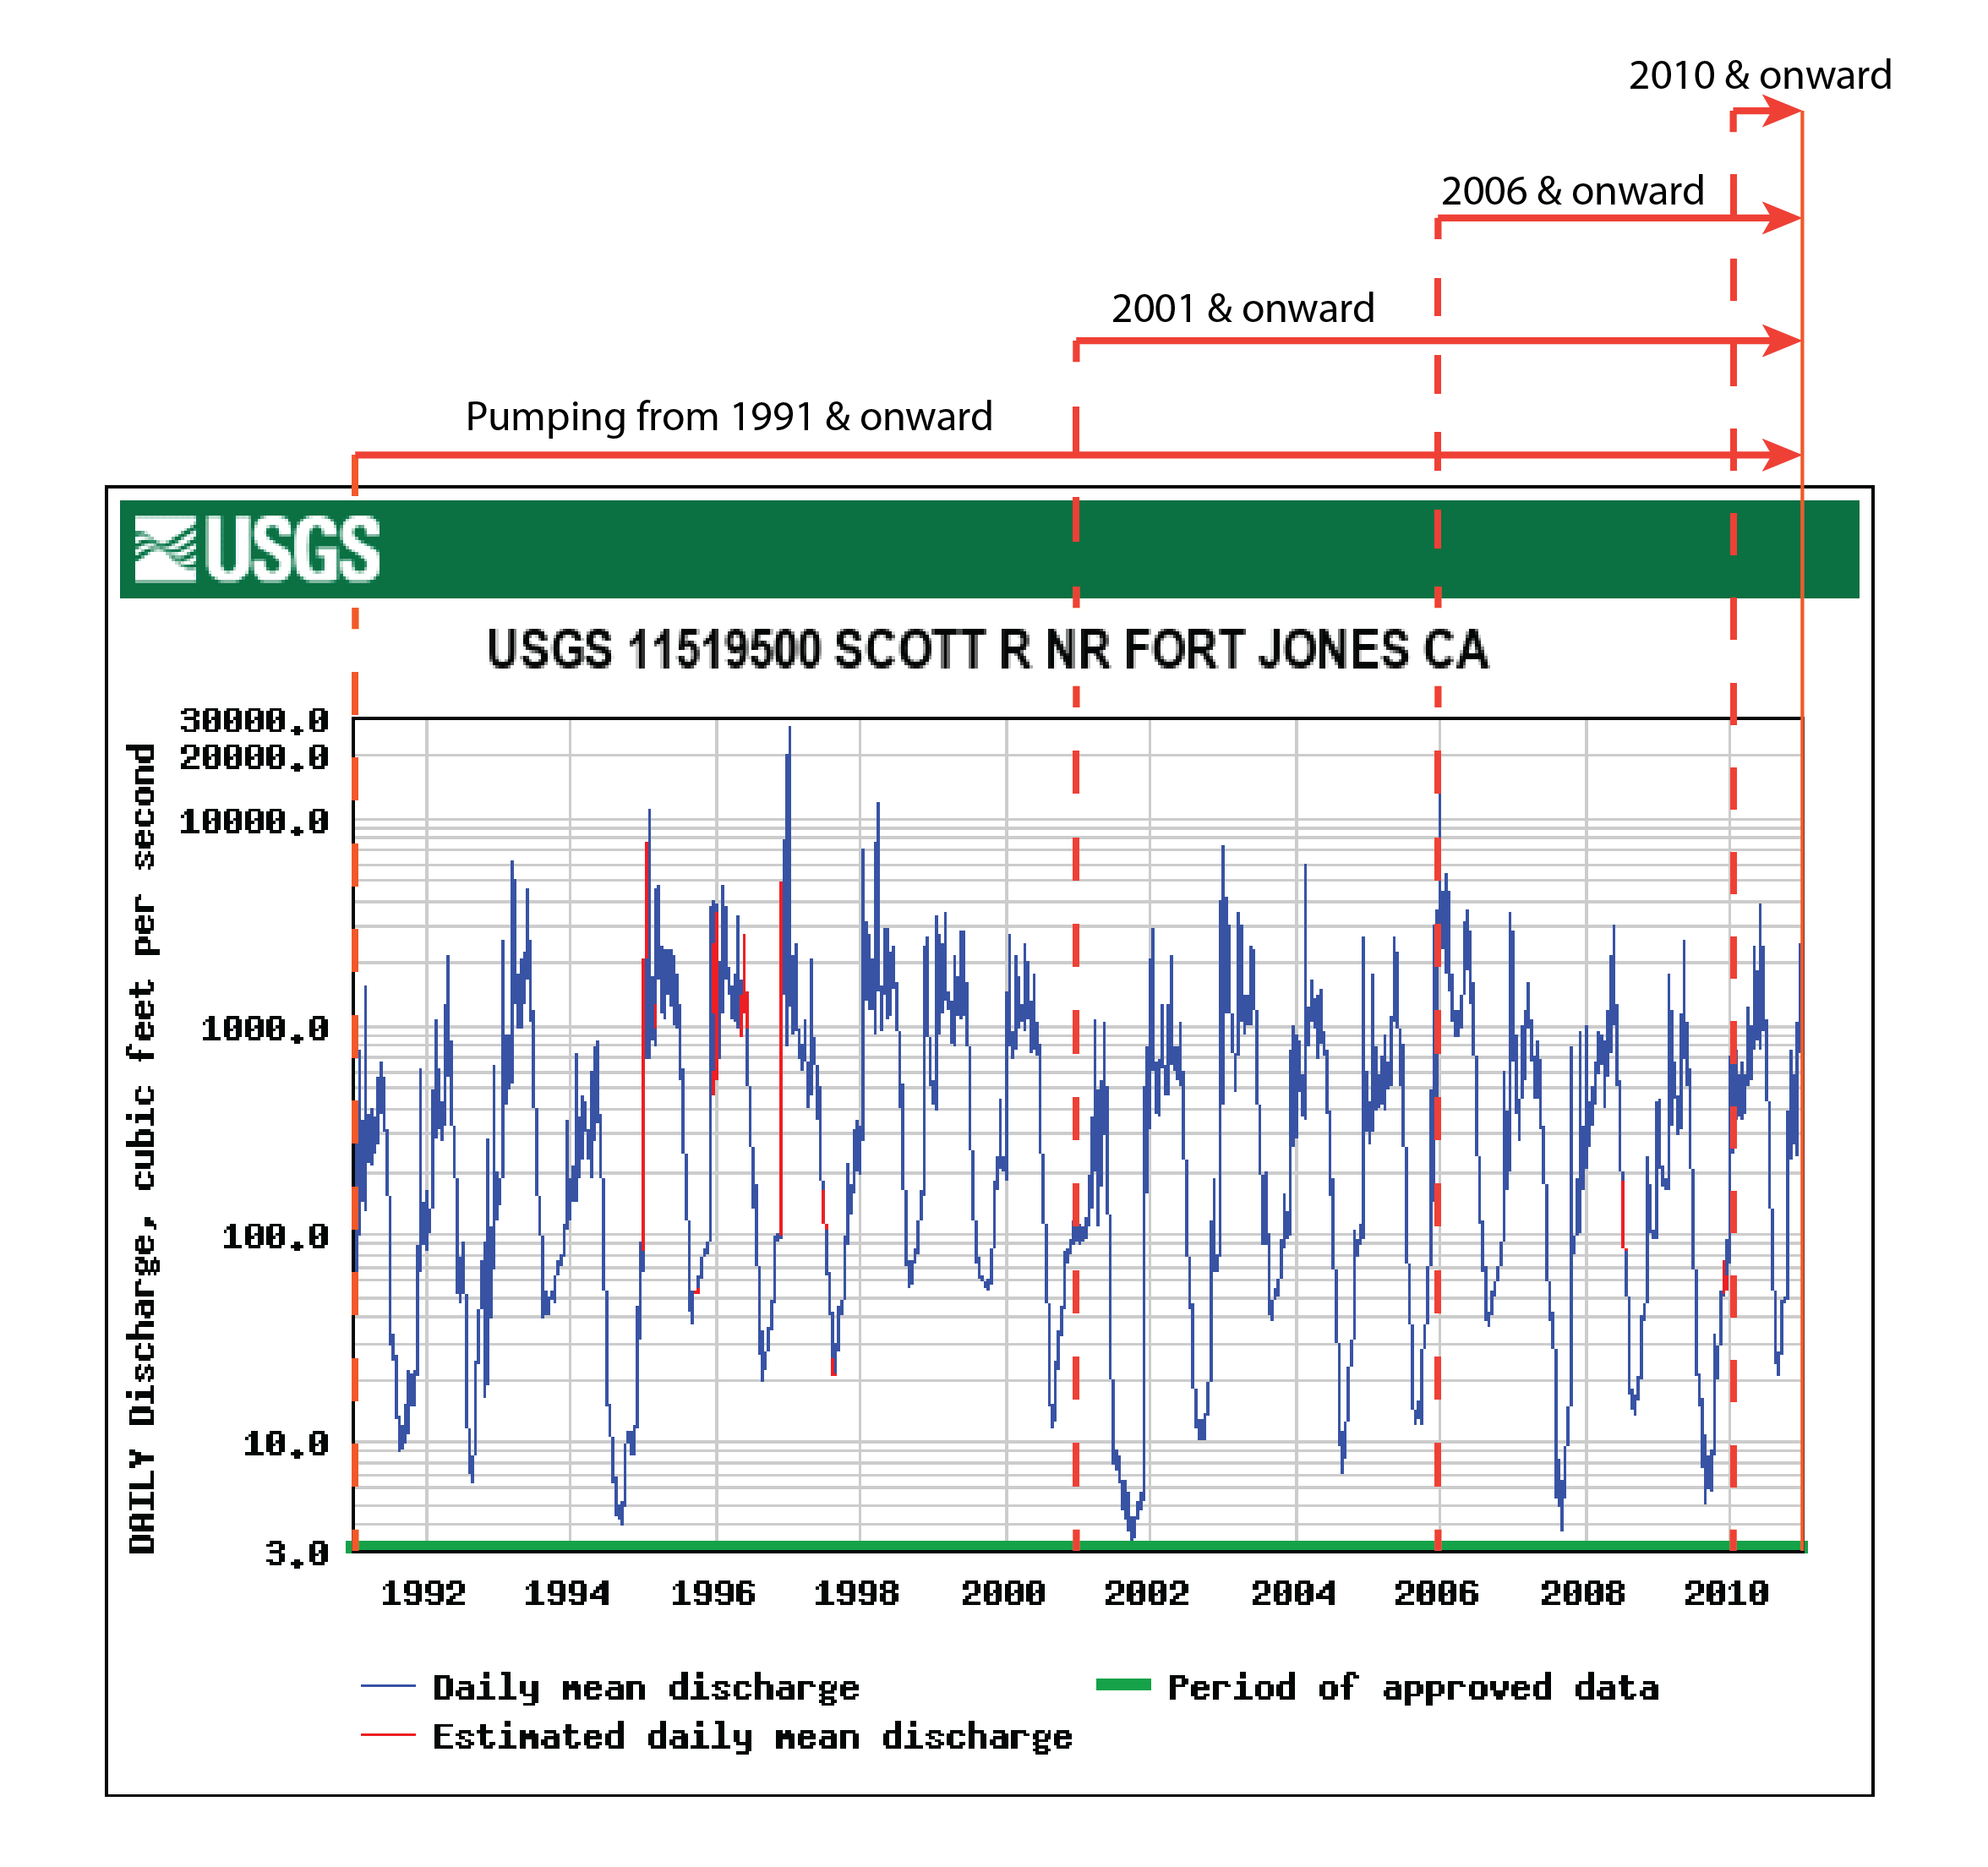 2010 & onward
2006 & onward
2001 & onward
Pumping from 1991 & onward
USGS
USGS 11519500 SCOTT R NR FORT JONES CA
DAILY Discharge, cubic feet per second
30000.0
20000.0
10000.0
1000.0
100.0
10.0
3.0
1992 1994 1996 1998 2000 2002 2004 2006 2008 2010
Daily mean discharge
Estimated daily mean discharge
Period of approved data